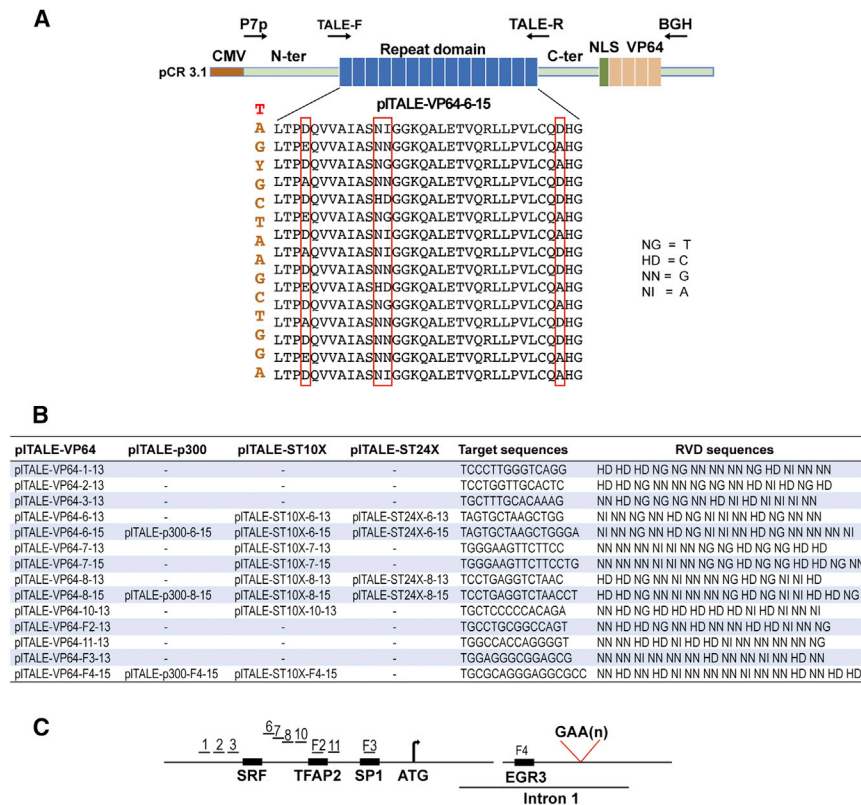 A
P7p TALE-F TALE-R BGH
CMV N-ter Repeat domain C-ter NLS VP64
pCR 3.1
pITALE-VP64-6-15
T
A LTPDQVVAIASNIGGKQALETVQRLLPVLCQDHG
G LTPEQVVAIASNNGGKQALETVQRLLPVLCQAHG
Y LTPDQVVAIASNGGGKQALETVQRLLPVLCQAHG
G LTPAQVVAIASNNGGKQALETVQRLLPVLCQDHG
C LTPDQVVAIASHDGGKQALETVQRLLPVLCQDHG
T LTPEQVVAIASNGGGKQALETVQRLLPVLCQAHG
A LTPDQVVAIASNIGGKQALETVQRLLPVLCQAHG
A LTPAQVVAIASNIGGKQALETVQRLLPVLCQDHG
G LTPDQVVAIASNNGGKQALETVQRLLPVLCQDHG
C LTPEQVVAIASHDGGKQALETVQRLLPVLCQAHG
T LTPDQVVAIASNGGGKQALETVQRLLPVLCQAHG
G LTPAQVVAIASNNGGKQALETVQRLLPVLCQDHG
G LTPEQVVAIASNNGGKQALETVQRLLPVLCQAHG
A LTPDQVVAIASNIGGKQALETVQRLLPVLCQAHG
NG = T
HD = C
NN = G
NI = A
B
pITALE-VP64 pITALE-p300 pITALE-ST10X pITALE-ST24X Target sequences RVD sequences
pITALE-VP64-1-13 - - - TCCCTTGGGTCAGG HD HD HD NG NG NN NN NN NG HD NI NN NN
pITALE-VP64-2-13 - - - TCCTGGTTGCACTC HD HD NG NN NN NG NG NN HD NI HD NG HD
pITALE-VP64-3-13 - - - TGCTTTGCACAAAG NN HD NG NG NG NN HD NI HD NI NI NI NN
pITALE-VP64-6-13 - pITALE-ST10X-6-13 pITALE-ST24X-6-13 TAGTGCTAAGCTGG NI NN NG NN HD NG NI NI NN HD NG NN NN
pITALE-VP64-6-15 pITALE-p300-6-15 pITALE-ST10X-6-15 pITALE-ST24X-6-15 TAGTGCTAAGCTGGGA NI NN NG NN HD NG NI NI NN HD NG NN NN NN NI
pITALE-VP64-7-13 - pITALE-ST10X-7-13 - TGGGAAGTTCTTCC NN NN NN NI NI NN NG NG HD NG NG HD HD
pITALE-VP64-7-15 - pITALE-ST10X-7-15 - TGGGAAGTTCTTCCTG NN NN NN NI NI NN NG NG HD NG NG HD HD NG NN
pITALE-VP64-8-13 - pITALE-ST10X-8-13 pITALE-ST24X-8-13 TCCTGAGGTCTAAC HD HD NG NN NI NN NN NG HD NG NI NI HD
pITALE-VP64-8-15 pITALE-p300-8-15 pITALE-ST10X-8-15 pITALE-ST24X-8-15 TCCTGAGGTCTAACCT HD HD NG NN NI NN NN NG HD NG NI NI HD HD NG
pITALE-VP64-10-13 - pITALE-ST10X-10-13 - TGCTCCCCCACAGA NN HD NG HD HD HD HD HD NI HD NI NN NI
pITALE-VP64-F2-13 - - - TGCCTGCGGCCAGT NN HD HD NG NN HD NN NN HD HD NI NN NG
pITALE-VP64-11-13 - - - TGGCCACCAGGGGT NN NN HD HD NI HD HD NI NN NN NN NN NG
pITALE-VP64-F3-13 - - - TGGAGGGCGGAGCG NN NN NI NN NN NN HD NN NN NI NN HD NN
pITALE-VP64-F4-15 pITALE-p300-F4-15 pITALE-ST10X-F4-15 - TGCGCAGGGAGGCGCC NN HD NN HD NI NN NN NN NI NN NN HD NN HD HD
C
1 2 3 6 7 8 10 F2 11 F3 F4 GAA(n)
SRF TFAP2 SP1 ATG EGR3
Intron 1